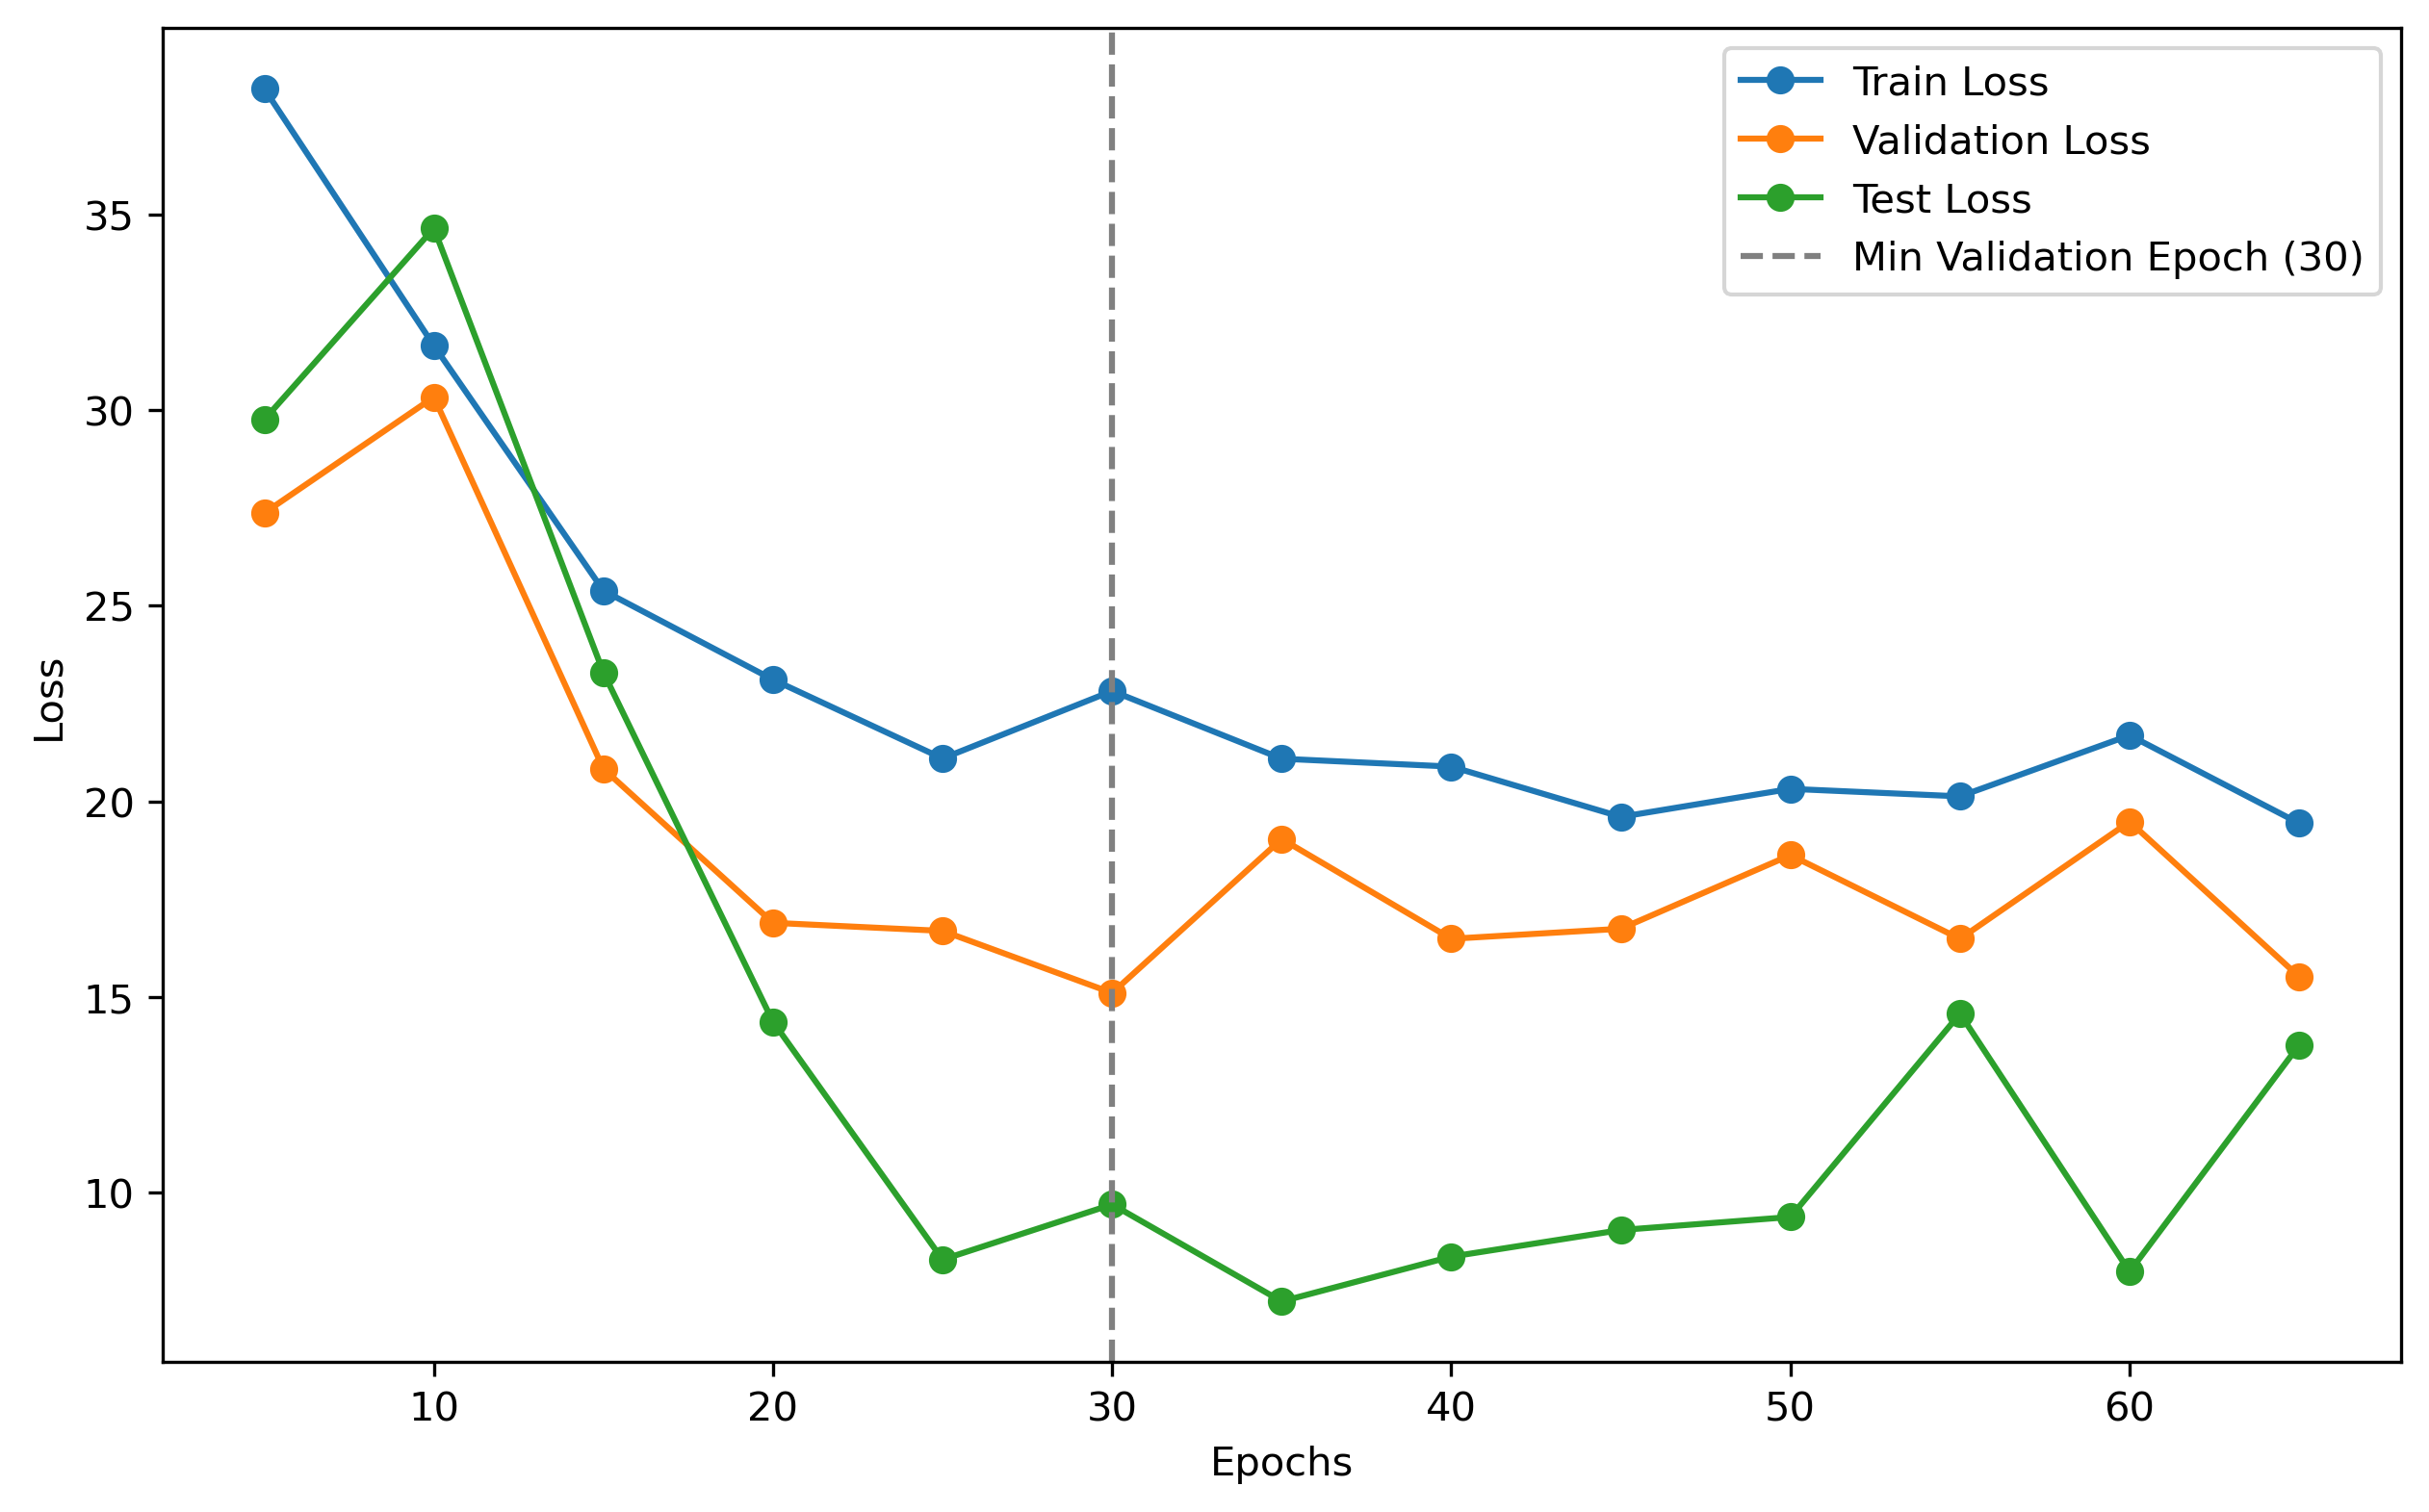 Train Loss
Validation Loss
Test Loss
Min Validation Epoch (30)
35
30
25
20
15
10
Loss
10 20 30 40 50 60
Epochs